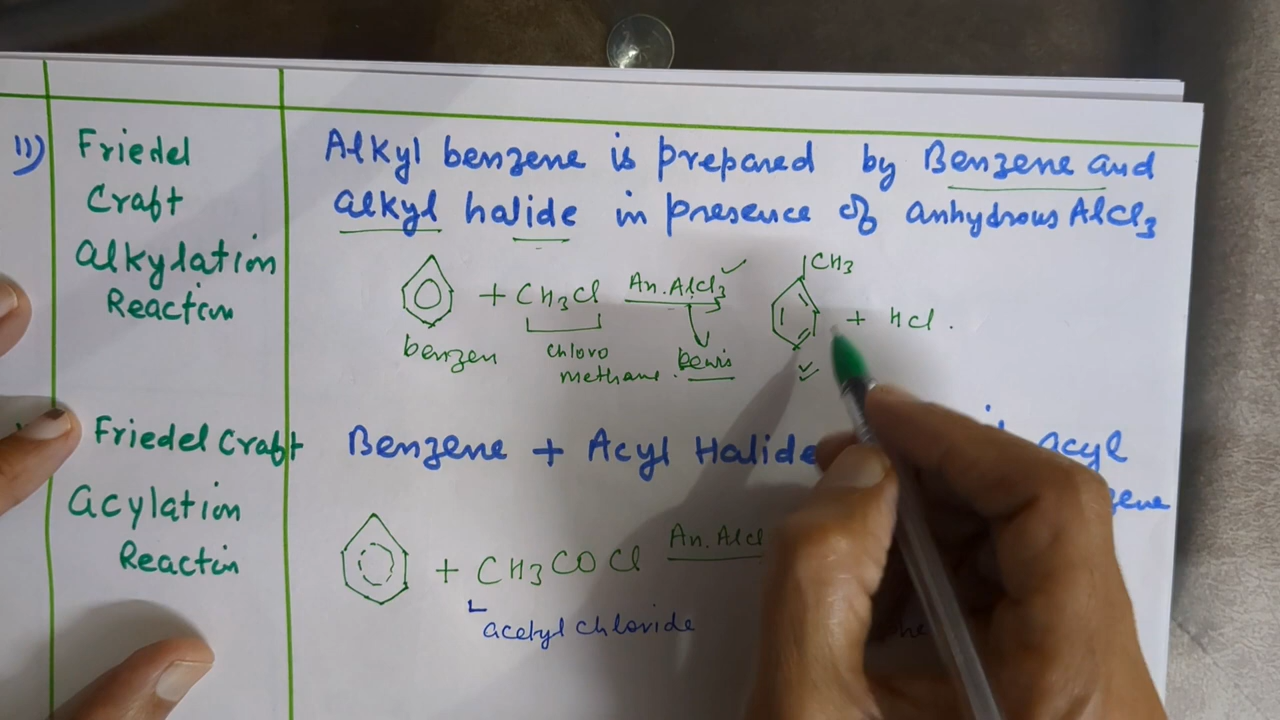 11)
Friedel
Craft
Alkylation
Reaction
Alkyl benzene is prepared by Benzene and
alkyl halide in presence of anhydrous AlCl3
CH3
+ CH3Cl An. AlCl3 + HCl.
benzen chloro
methane. Lewis
Friedel Craft
acylation
Reaction
Benzene + Acyl Halide acyl
+ CH3COCl An. AlCl
acetyl chloride